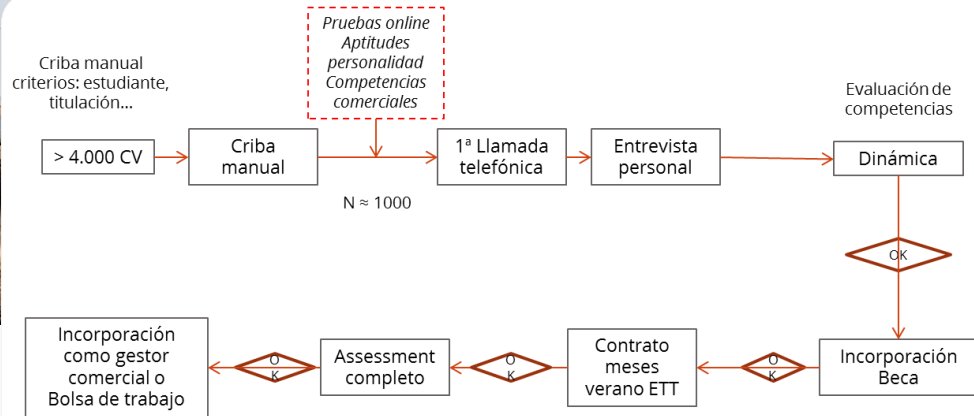 Pruebas online
Aptitudes
personalidad
Competencias
comerciales
Criba manual
criterios: estudiante,
titulación...
Evaluación de
competencias
> 4.000 CV
Criba
manual
1ª Llamada
telefónica
Entrevista
personal
Dinámica
N ≈ 1000
OK
Incorporación
como gestor
comercial o
Bolsa de trabajo
O
K
Assessment
completo
O
K
Contrato
meses
verano ETT
O
K
Incorporación
Beca